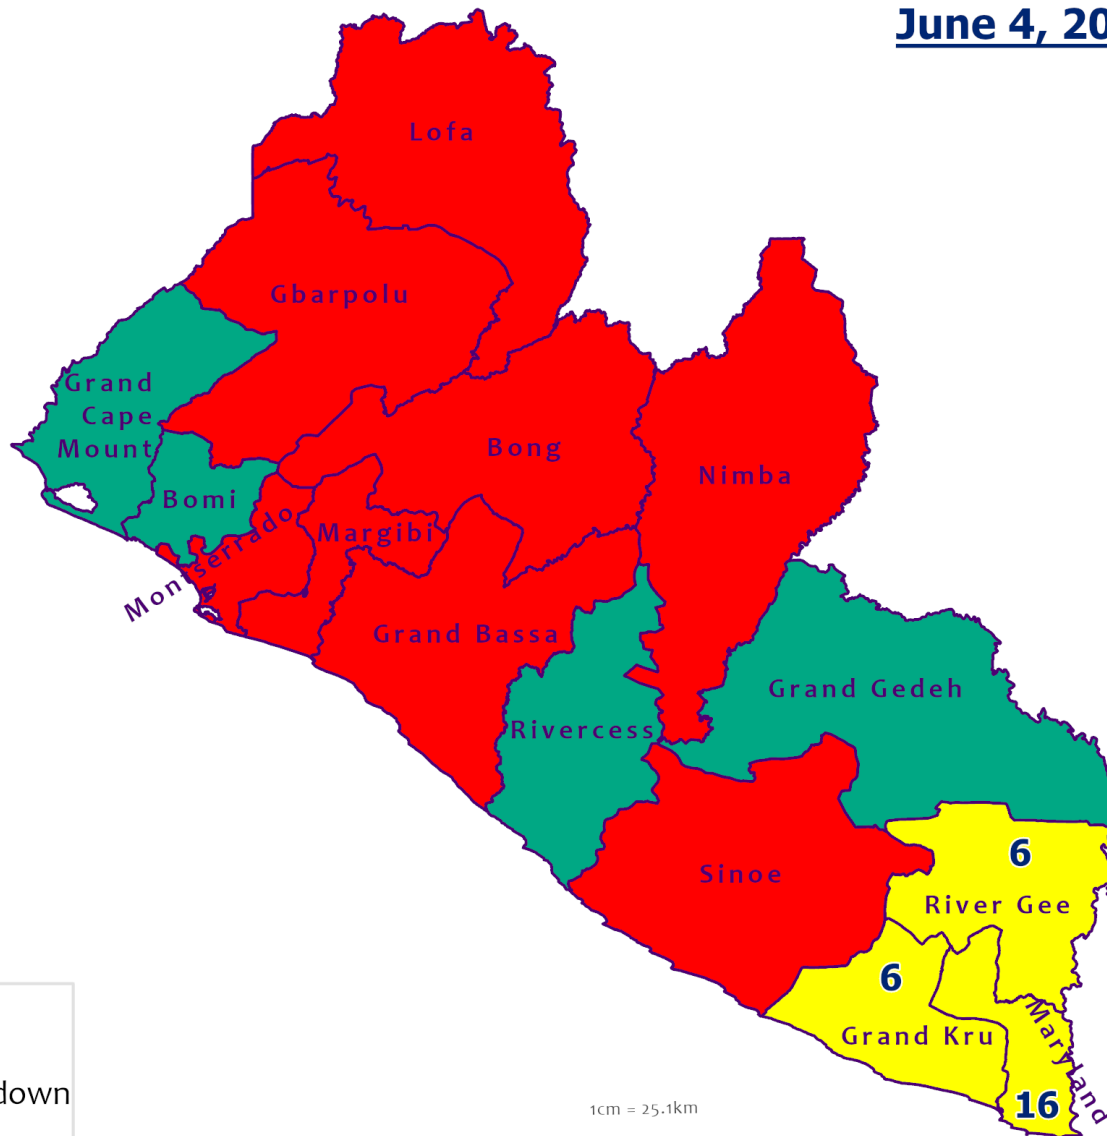 June 4, 20
Lofa
Gbarpolu
Grand
Cape
Mount
Bong
Nimba
Bomi
Montserrado
Margibi
Grand Bassa
Grand Gedeh
Rivercess
6
Sinoe
River Gee
6
Grand Kru
Maryland
down
1cm = 25.1km
16